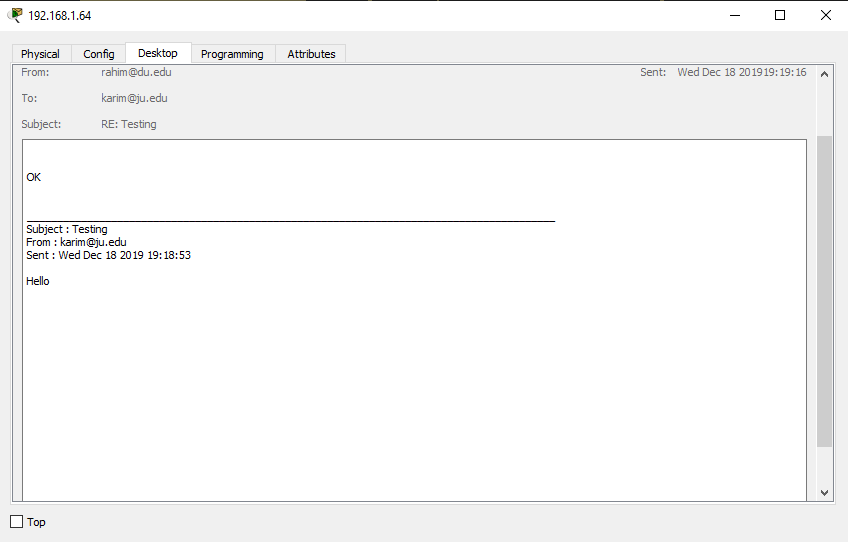 192.168.1.64
Physical Config Desktop Programming Attributes
From: rahim@du.edu Sent: Wed Dec 18 201919:19:16
To: karim@ju.edu
Subject: RE: Testing
OK
Subject : Testing
From : karim@ju.edu
Sent : Wed Dec 18 2019 19:18:53
Hello
Top